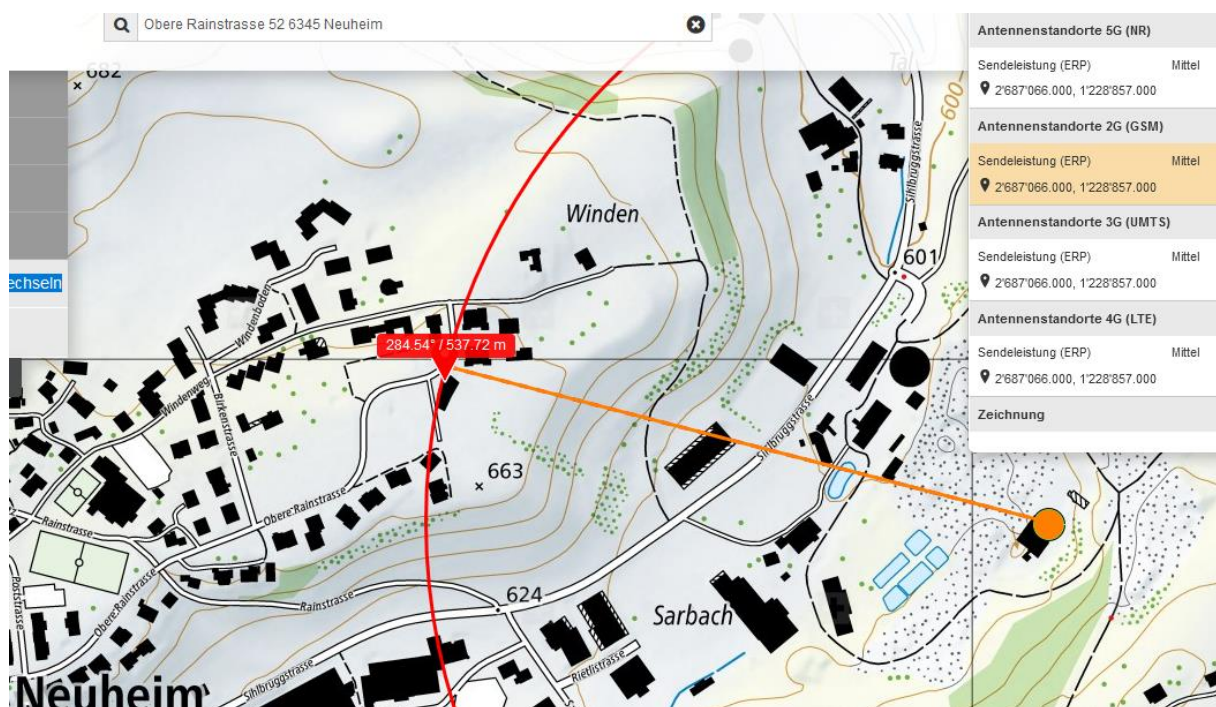 Obere Rainstrasse 52 6345 Neuheim
Antennenstandorte 5G (NR)
Sendeleistung (ERP) Mittel
2'687'066.000, 1'228'857.000
Antennenstandorte 2G (GSM)
Sendeleistung (ERP) Mittel
2'687'066.000, 1'228'857.000
Antennenstandorte 3G (UMTS)
Sendeleistung (ERP) Mittel
2'687'066.000, 1'228'857.000
Antennenstandorte 4G (LTE)
Sendeleistung (ERP) Mittel
2'687'066.000, 1'228'857.000
Zeichnung
echseln
682
Tal
600
Sihlbruggstrasse
Winden
601
Windenboden
284.54° / 537.72 m
Windenweg
Birkenstrasse
Sihlbruggstrasse
663
Obere Rainstrasse
Rainstrasse
Poststrasse
Obere Rainstrasse
Rainstrasse
624
Sarbach
Rietlistrasse
Sihlbruggstrasse
Neuheim